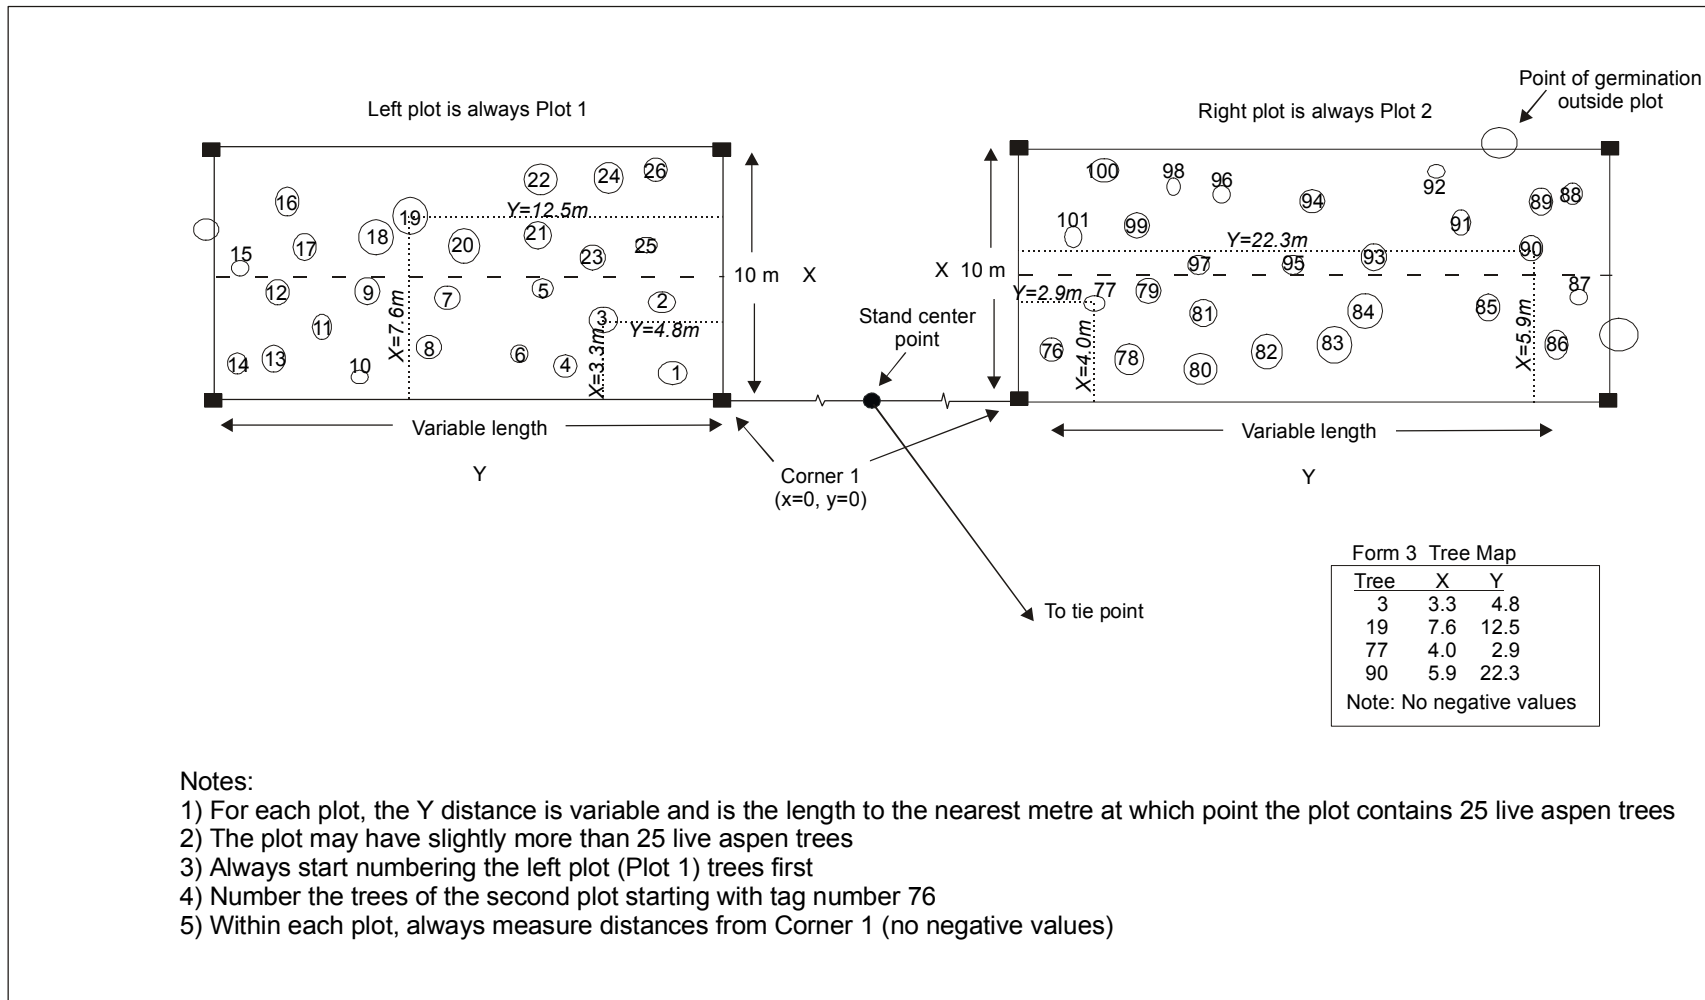 Point of germination
outside plot
Left plot is always Plot 1
Right plot is always Plot 2
22
24
26
16
19
Y=12.5m
18
21
20
17
25
23
15
12
9
7
5
2
11
3
Y=4.8m
X=7.6m
X=3.3m
8
6
4
14
13
10
1
10 m
X
100
98
96
92
94
89
88
101
99
91
Y=22.3m
90
97
95
93
X
10 m
Y=2.9m
77
79
87
81
84
85
X=4.0m
X=5.9m
76
78
80
82
83
86
Stand center
point
Variable length
Y
Variable length
Y
Corner 1
(x=0, y=0)
To tie point
Form 3 Tree Map
Tree X Y
3 3.3 4.8
19 7.6 12.5
77 4.0 2.9
90 5.9 22.3
Note: No negative values
Notes:
1) For each plot, the Y distance is variable and is the length to the nearest metre at which point the plot contains 25 live aspen trees
2) The plot may have slightly more than 25 live aspen trees
3) Always start numbering the left plot (Plot 1) trees first
4) Number the trees of the second plot starting with tag number 76
5) Within each plot, always measure distances from Corner 1 (no negative values)